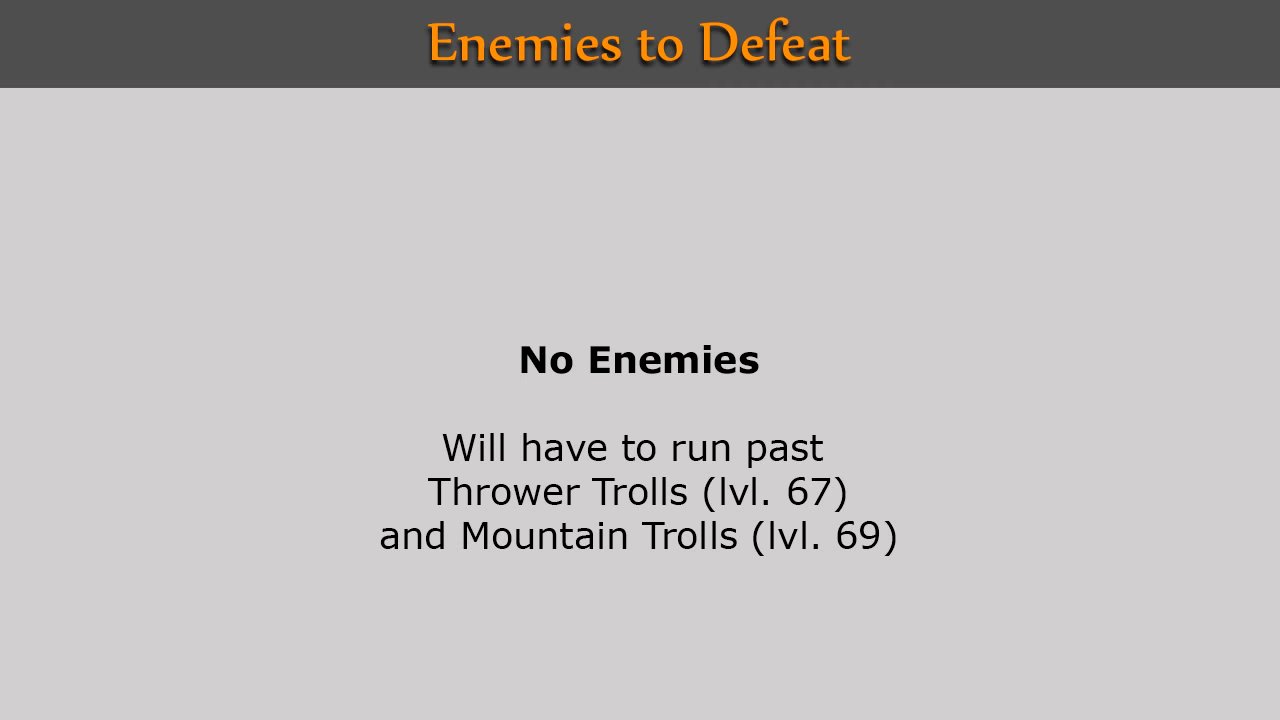 Enemies to Defeat
No Enemies
Will have to run past
Thrower Trolls (lvl. 67)
and Mountain Trolls (lvl. 69)